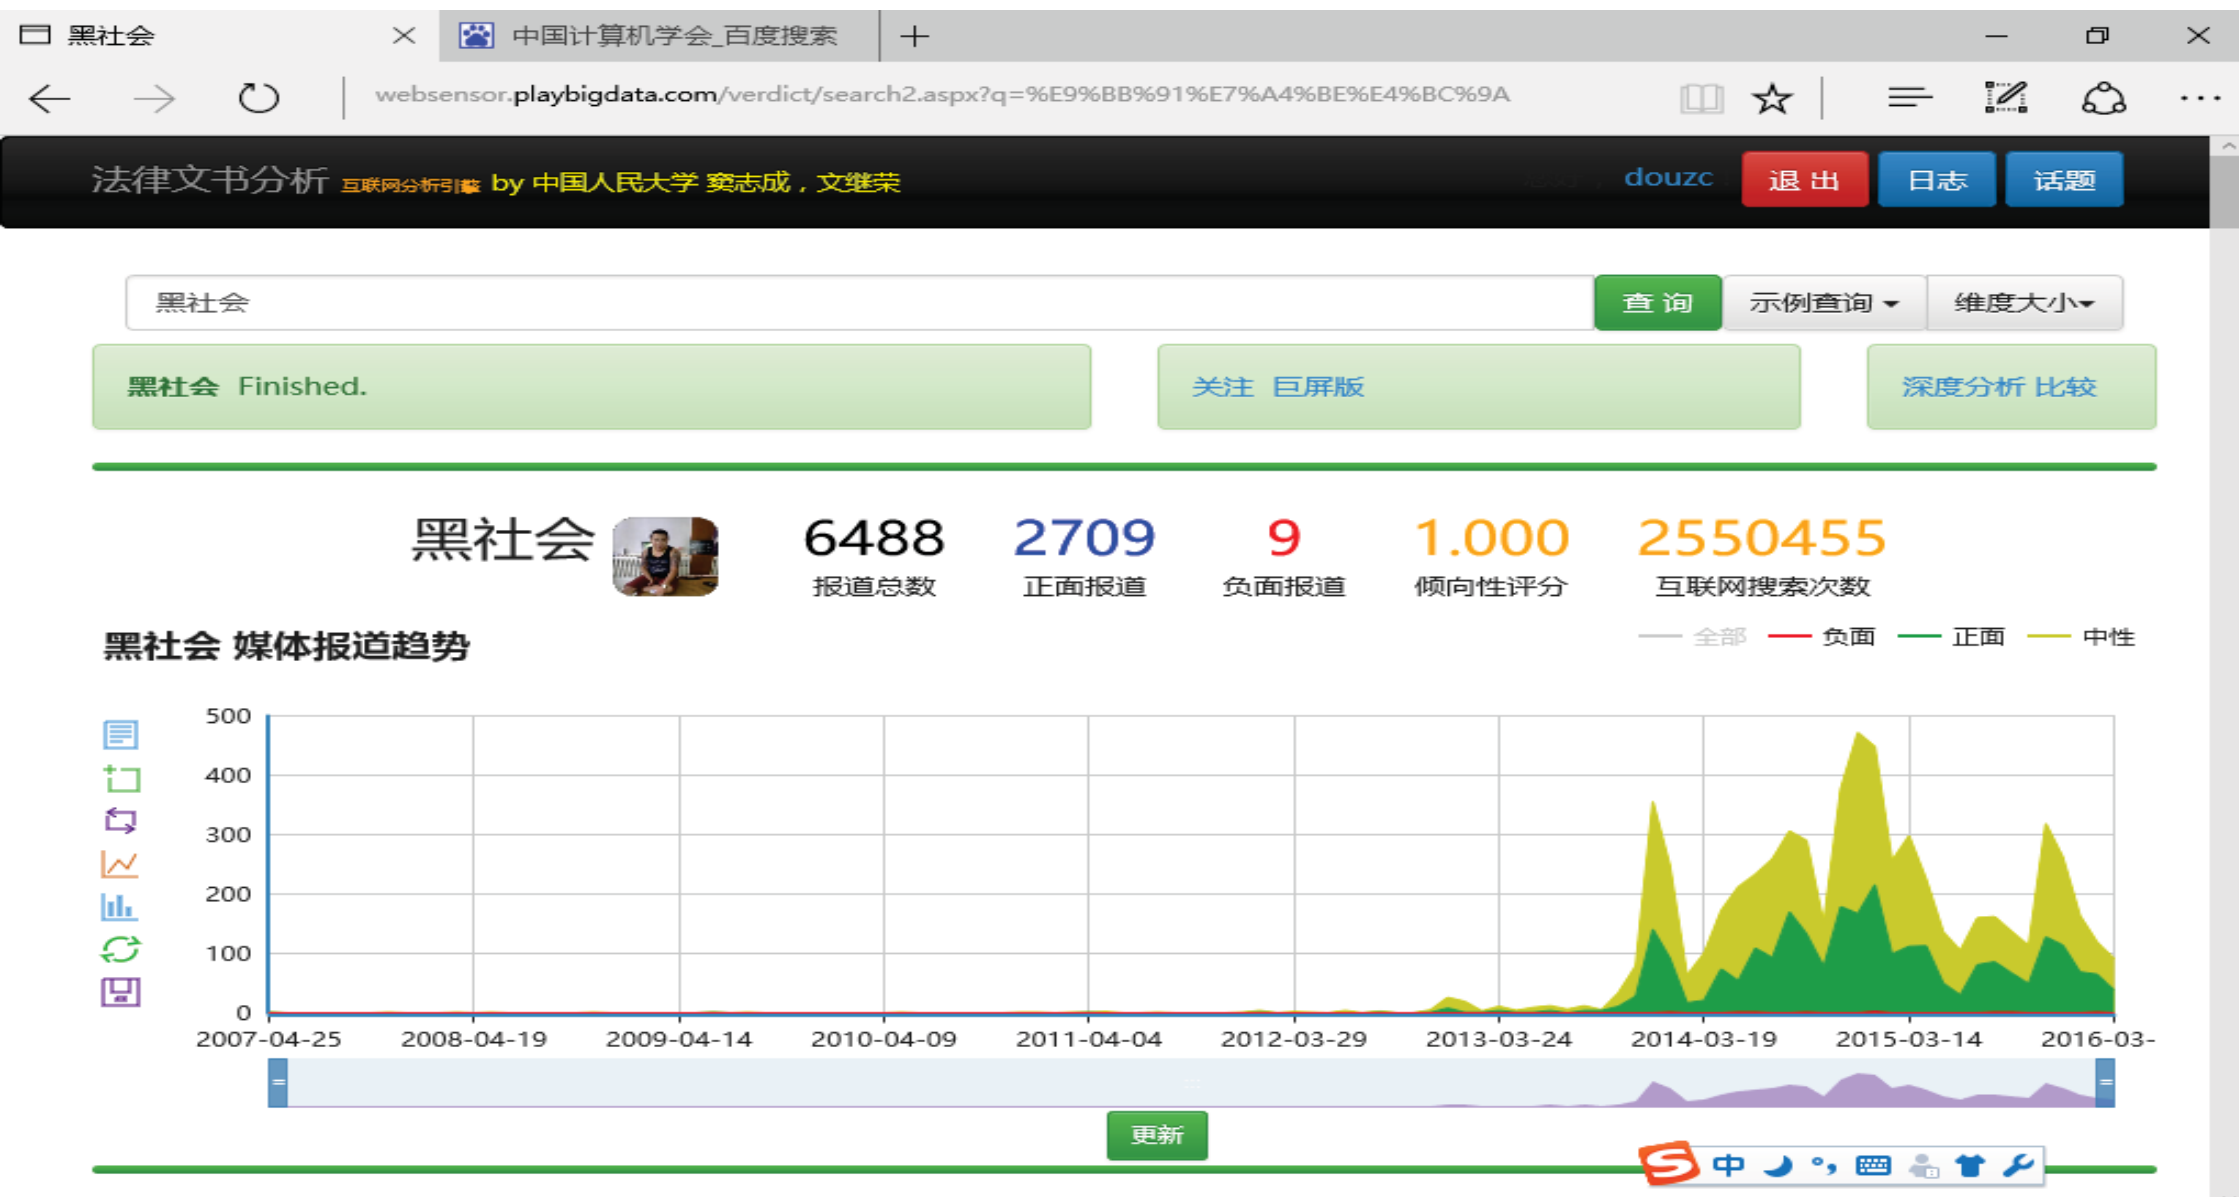 黑社会
中国计算机学会_百度搜索
websensor.playbigdata.com/verdict/search2.aspx?q=%E9%BB%91%E7%A4%BE%E4%BC%9A
法律文书分析 互联网分析引擎 by 中国人民大学 窦志成，文继荣
douzc 退出 日志 话题
黑社会 查询 示例查询 维度大小
黑社会 Finished. 关注 巨屏版 深度分析 比较
黑社会 6488 2709 9 1.000 2550455
报道总数 正面报道 负面报道 倾向性评分 互联网搜索次数
黑社会 媒体报道趋势
全部 负面 正面 中性
500
400
300
200
100
0
2007-04-25 2008-04-19 2009-04-14 2010-04-09 2011-04-04 2012-03-29 2013-03-24 2014-03-19 2015-03-14 2016-03-
更新
中